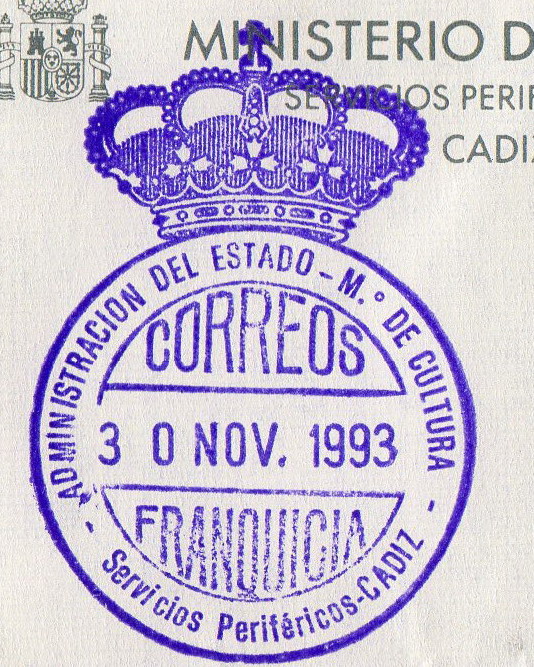 MINISTERIO D
SERVICIOS PERIF
CADIZ
ADMINISTRACION DEL ESTADO - M.º DE CULTURA
CORREOS
3 0 NOV. 1993
FRANQUICIA
- Servicios Periféricos-CADIZ -